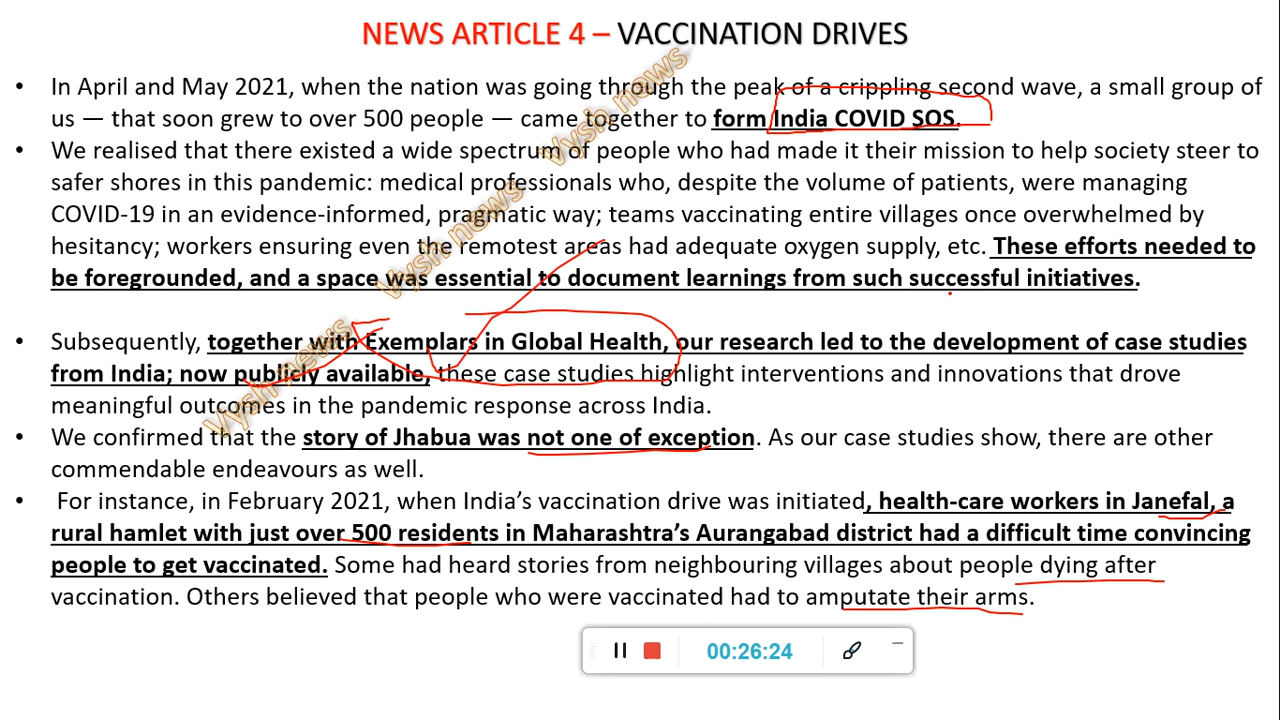 NEWS ARTICLE 4 – VACCINATION DRIVES
• In April and May 2021, when the nation was going through the peak of a crippling second wave, a small group of
us — that soon grew to over 500 people — came together to form India COVID SOS.
• We realised that there existed a wide spectrum of people who had made it their mission to help society steer to
safer shores in this pandemic: medical professionals who, despite the volume of patients, were managing
COVID-19 in an evidence-informed, pragmatic way; teams vaccinating entire villages once overwhelmed by
hesitancy; workers ensuring even the remotest areas had adequate oxygen supply, etc. These efforts needed to
be foregrounded, and a space was essential to document learnings from such successful initiatives.
• Subsequently, together with Exemplars in Global Health, our research led to the development of case studies
from India; now publicly available, these case studies highlight interventions and innovations that drove
meaningful outcomes in the pandemic response across India.
• We confirmed that the story of Jhabua was not one of exception. As our case studies show, there are other
commendable endeavours as well.
• For instance, in February 2021, when India’s vaccination drive was initiated, health-care workers in Janefal, a
rural hamlet with just over 500 residents in Maharashtra’s Aurangabad district had a difficult time convincing
people to get vaccinated. Some had heard stories from neighbouring villages about people dying after
vaccination. Others believed that people who were vaccinated had to amputate their arms.
Vysh news
Vysh news
Vysh news
00:26:24